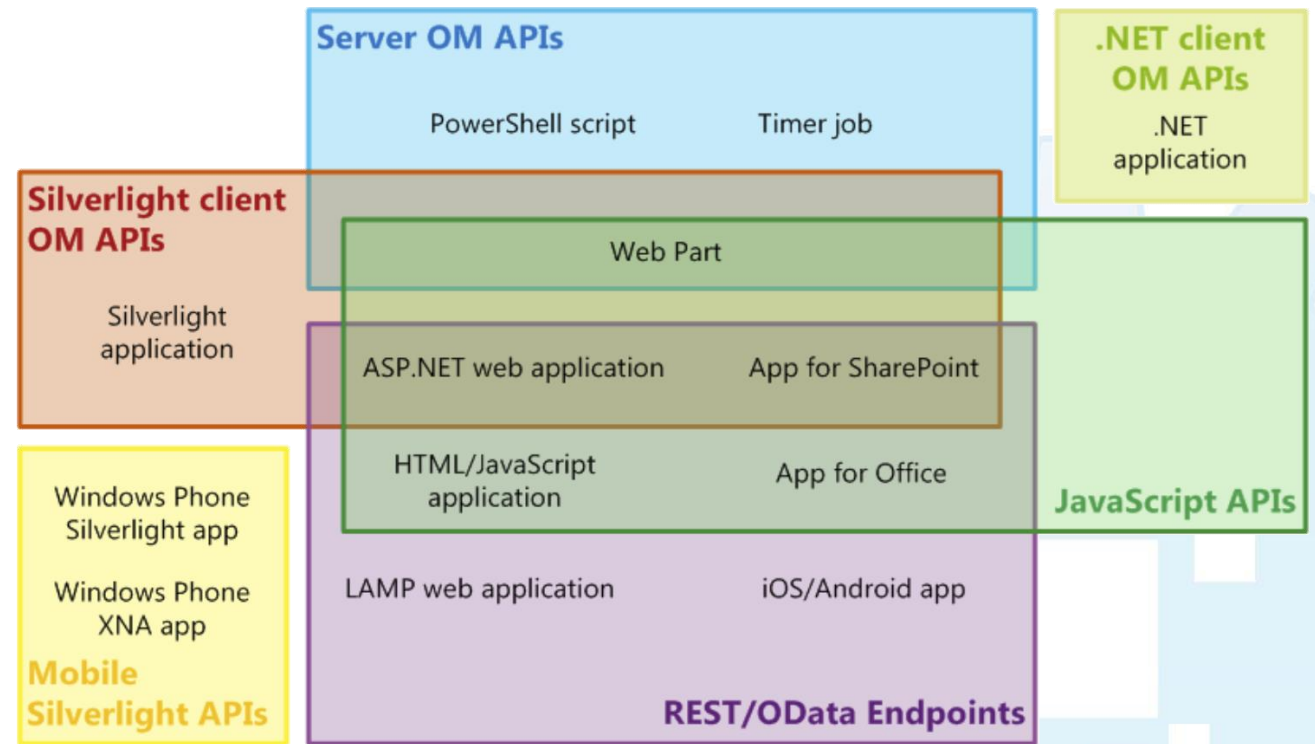 Server OM APIs
PowerShell script
Timer job
.NET client
OM APIs
.NET
application
Silverlight client
OM APIs
Silverlight
application
Web Part
ASP.NET web application
App for SharePoint
HTML/JavaScript
application
App for Office
JavaScript APIs
Windows Phone
Silverlight app
Windows Phone
XNA app
Mobile
Silverlight APIs
LAMP web application
iOS/Android app
REST/OData Endpoints